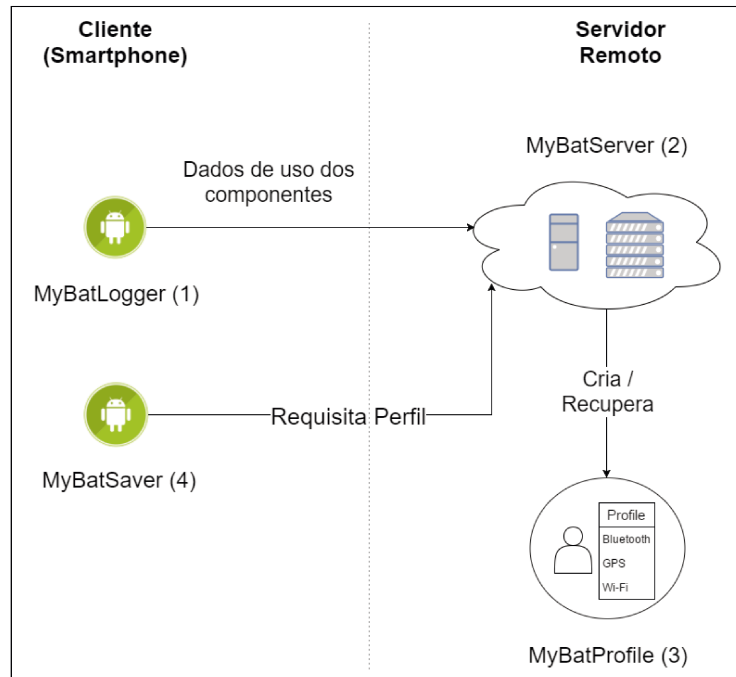 Cliente
(Smartphone)
Servidor
Remoto
MyBatServer (2)
Dados de uso dos
componentes
MyBatLogger (1)
Cria /
Recupera
Requisita Perfil
MyBatSaver (4)
Profile
Bluetooth
GPS
Wi-Fi
MyBatProfile (3)